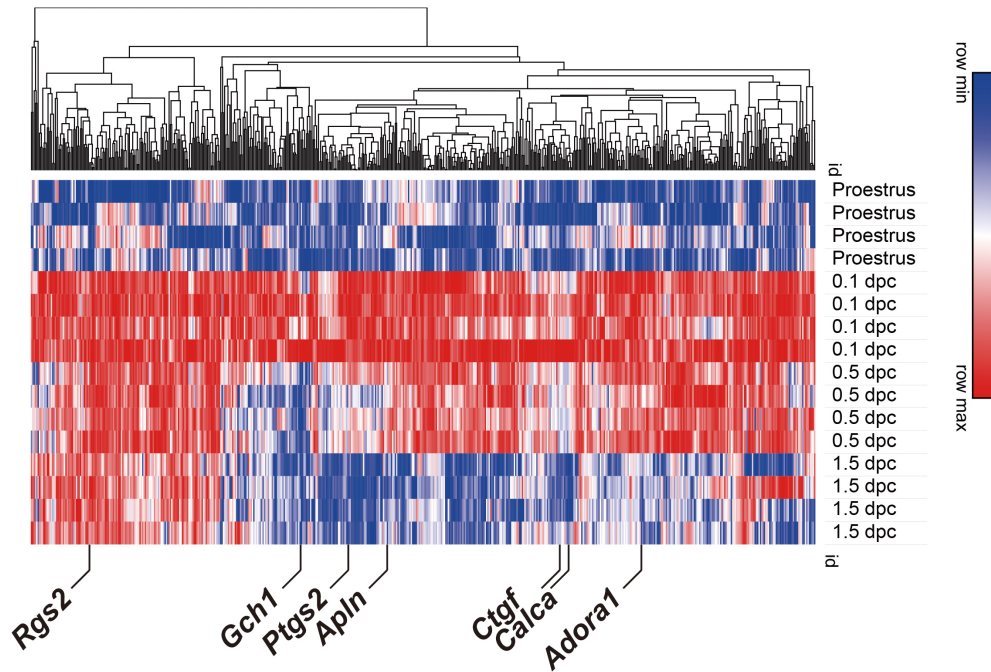 row min
id
Proestrus
Proestrus
Proestrus
Proestrus
0.1 dpc
0.1 dpc
0.1 dpc
0.1 dpc
0.5 dpc
0.5 dpc
0.5 dpc
0.5 dpc
row max
1.5 dpc
1.5 dpc
1.5 dpc
1.5 dpc
id
Rgs2
Gch1
Ptgs2
Apln
Ctgf
Calca
Adora1